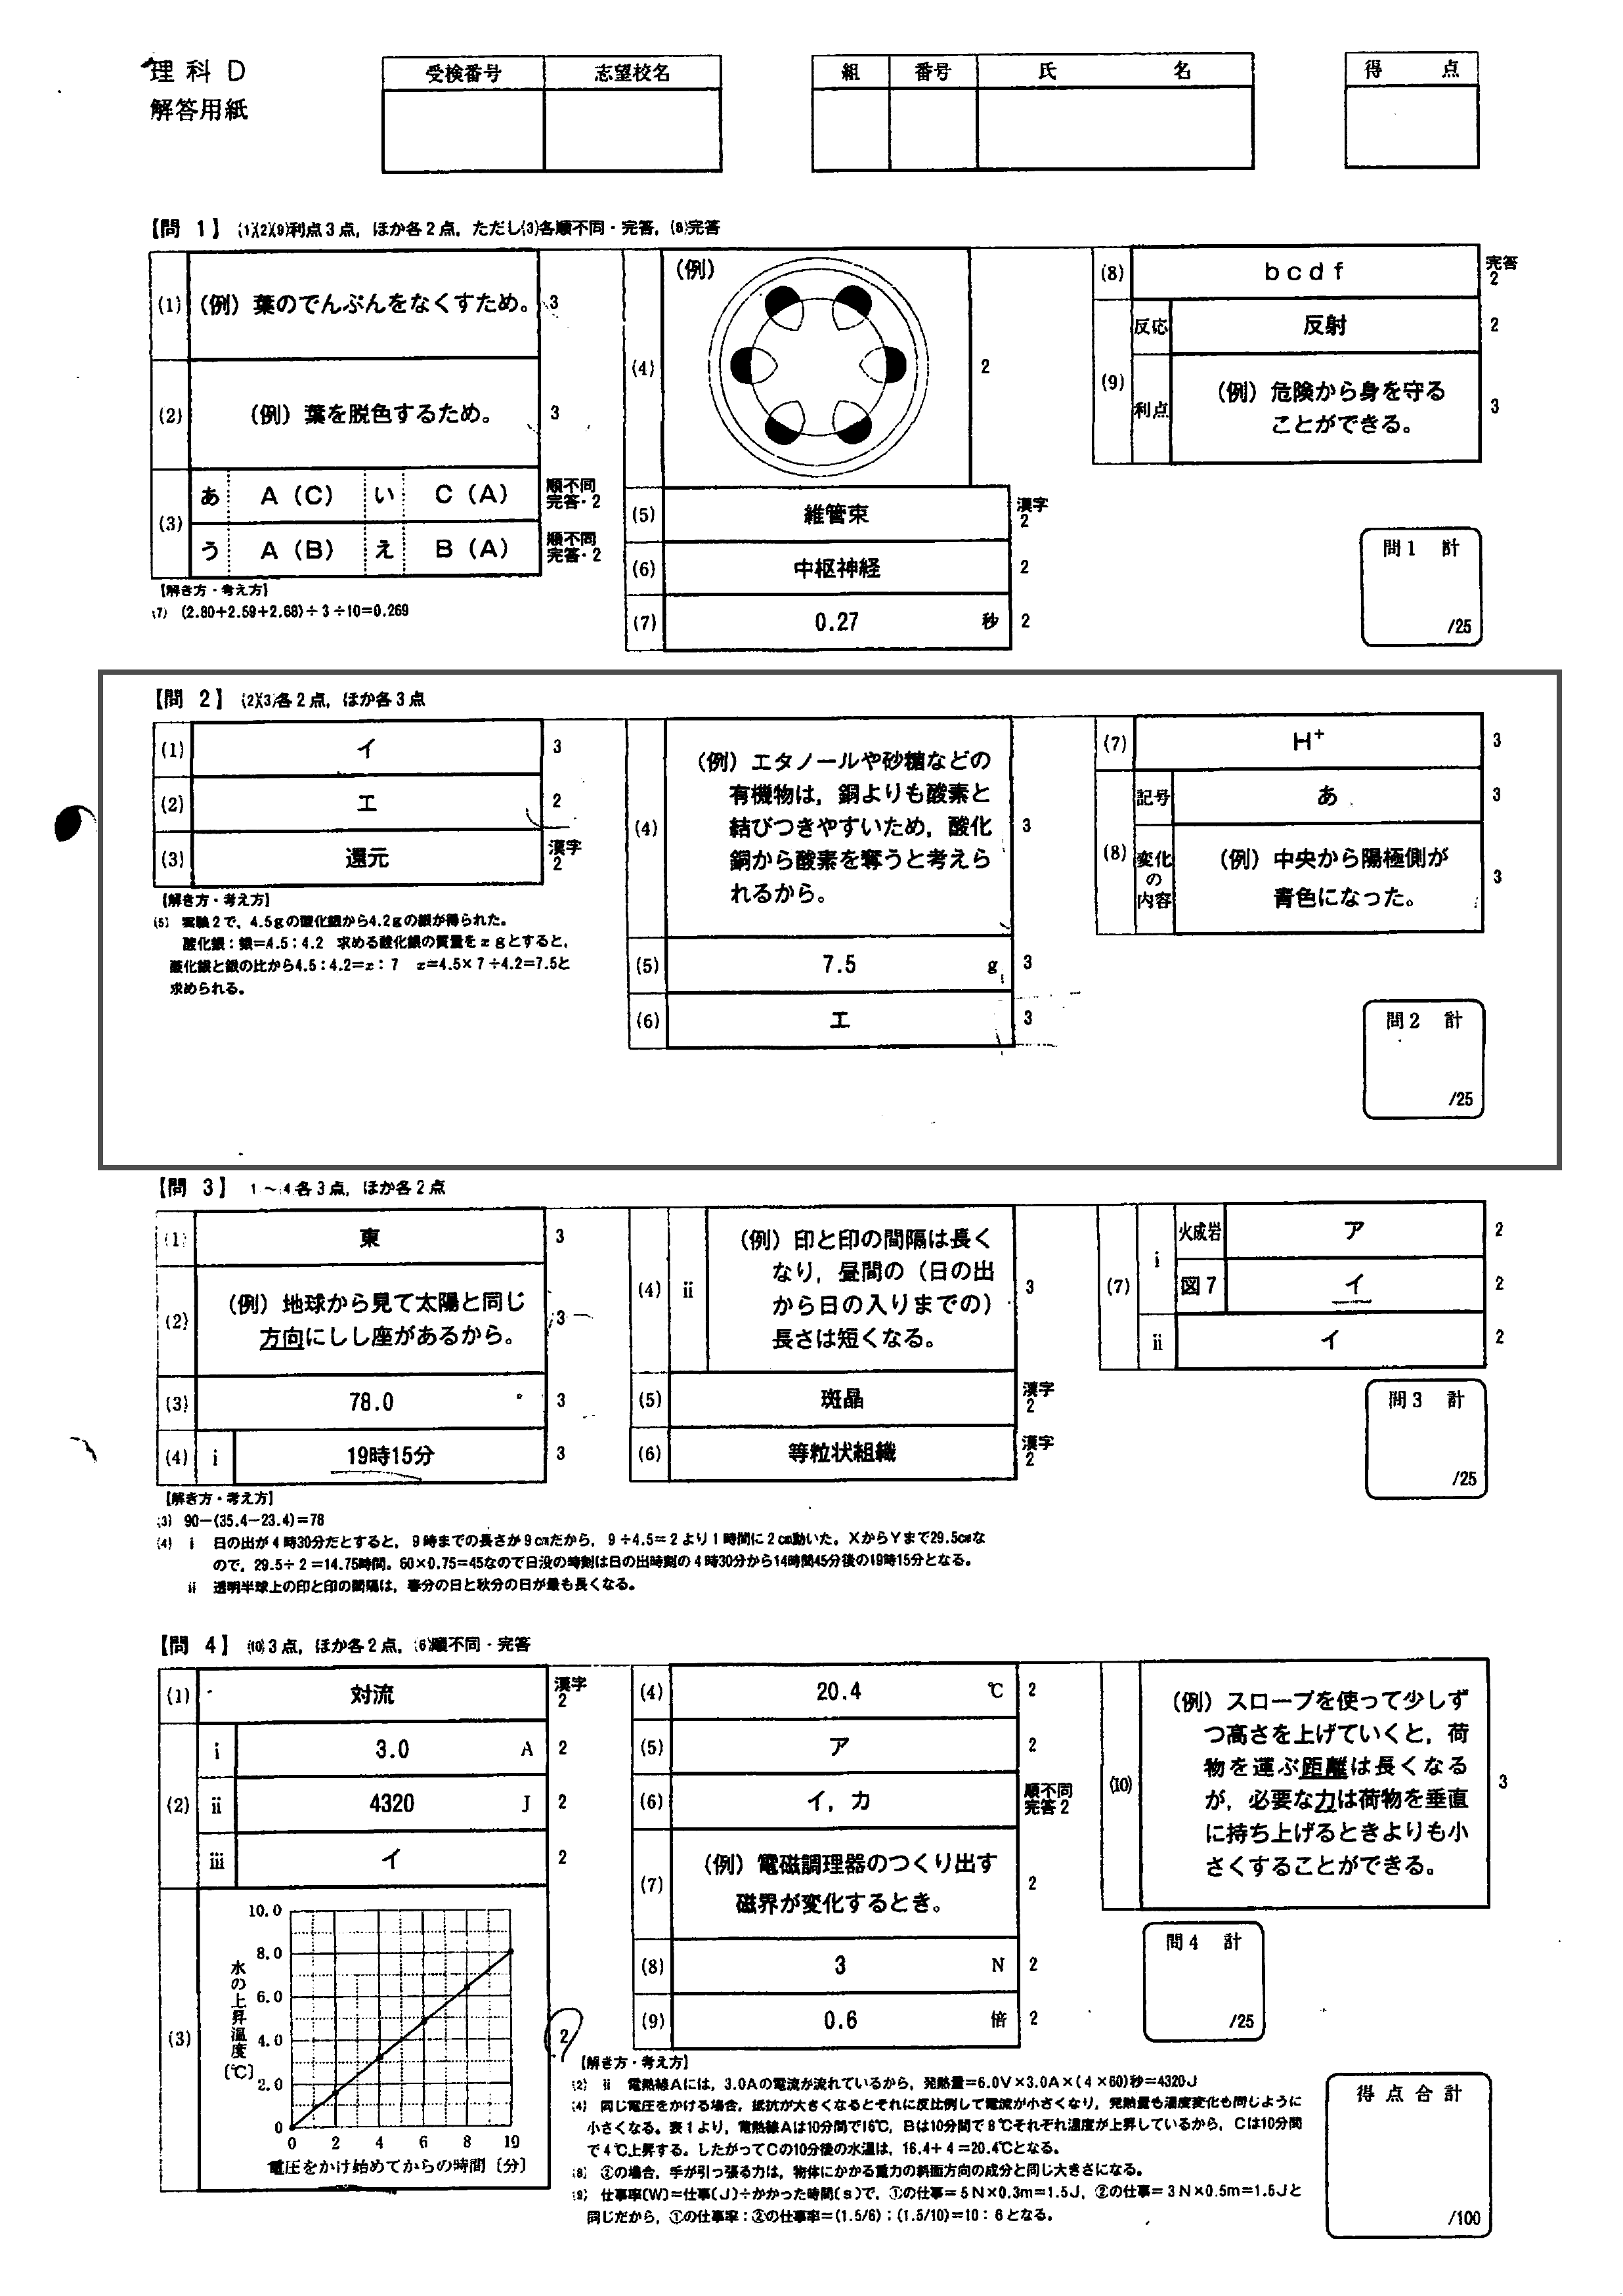 理科 D
解答用紙
受検番号 志望校名
組 番号 氏 名
得 点
【問 1】 (1)(2)(9)利点3点，ほか各2点，ただし(3)各順不同・完答，(8)完答
(1) （例）葉のでんぷんをなくすため。 3
(2) （例）葉を脱色するため。 3
(3) あ A（C） い C（A） 順不同 完答・2
う A（B） え B（A） 順不同 完答・2
【解き方・考え方】
(7) (2.80+2.59+2.68)÷3÷10=0.269
(4) （例） 2
(5) 維管束 漢字 2
(6) 中枢神経 2
(7) 0.27 秒 2
(8) b c d f 完答 2
(9) 反応 反射 2
利点 （例）危険から身を守る
ことができる。 3
問1 計
/25
【問 2】 (2)(3)各2点，ほか各3点
(1) イ 3
(2) エ 2
(3) 還元 漢字 2
【解き方・考え方】
(5) 実験2で，4.5gの酸化銀から4.2gの銀が得られた。
酸化銀：銀=4.5：4.2 求める酸化銀の質量をxgとすると，
酸化銀と銀の比から4.5：4.2=x：7 x=4.5×7÷4.2=7.5と
求められる。
(4) （例）エタノールや砂糖などの
有機物は，銅よりも酸素と
結びつきやすいため，酸化
銅から酸素を奪うと考えら
れるから。 3
(5) 7.5 g 3
(6) エ 3
(7) H⁺ 3
(8) 記号 あ 3
変化の内容 （例）中央から陽極側が
青色になった。 3
問2 計
/25
【問 3】 1～4各3点，ほか各2点
(1) 東 3
(2) （例）地球から見て太陽と同じ
方向にしし座があるから。 3
(3) 78.0 ° 3
(4) i 19時15分 3
【解き方・考え方】
(3) 90−(35.4−23.4)=78
(4) i 日の出が4時30分だとすると，9時までの長さが9cmだから，9÷4.5=2より1時間に2cm動いた。XからYまで29.5cmな
ので，29.5÷2=14.75時間。60×0.75=45なので日没の時刻は日の出時刻の4時30分から14時間45分後の19時15分となる。
ii 透明半球上の印と印の間隔は，春分の日と秋分の日が最も長くなる。
(4) ii （例）印と印の間隔は長く
なり，昼間の（日の出
から日の入りまでの）
長さは短くなる。 3
(5) 斑晶 漢字 2
(6) 等粒状組織 漢字 2
(7) i 火成岩 ア 2
図7 イ 2
ii イ 2
問3 計
/25
【問 4】 (10)3点，ほか各2点，(6)順不同・完答
(1) 対流 漢字 2
(2) i 3.0 A 2
ii 4320 J 2
iii イ 2
(3) 水の上昇温度〔℃〕 2
10.0
8.0
6.0
4.0
2.0
0
0 2 4 6 8 10
電圧をかけ始めてからの時間〔分〕
(4) 20.4 ℃ 2
(5) ア 2
(6) イ，カ 順不同 完答2
(7) （例）電磁調理器のつくり出す
磁界が変化するとき。 2
(8) 3 N 2
(9) 0.6 倍 2
(10) （例）スロープを使って少しず
つ高さを上げていくと，荷
物を運ぶ距離は長くなる
が，必要な力は荷物を垂直
に持ち上げるときよりも小
さくすることができる。 3
問4 計
/25
【解き方・考え方】
(2) ii 電熱線Aには，3.0Aの電流が流れているから，発熱量=6.0V×3.0A×(4×60)秒=4320J
(4) 同じ電圧をかける場合，抵抗が大きくなるとそれに反比例して電流が小さくなり，発熱量も温度変化も同じように
小さくなる。表1より，電熱線Aは10分間で16℃，Bは10分間で8℃それぞれ温度が上昇しているから，Cは10分間
で4℃上昇する。したがってCの10分後の水温は，16.4+4=20.4℃となる。
(8) ②の場合，手が引っ張る力は，物体にかかる重力の斜面方向の成分と同じ大きさになる。
(9) 仕事率(W)=仕事(J)÷かかった時間(s)で，①の仕事=5N×0.3m=1.5J，②の仕事=3N×0.5m=1.5Jと
同じだから，①の仕事率：②の仕事率=(1.5/6)：(1.5/10)=10：6となる。
得点合計
/100